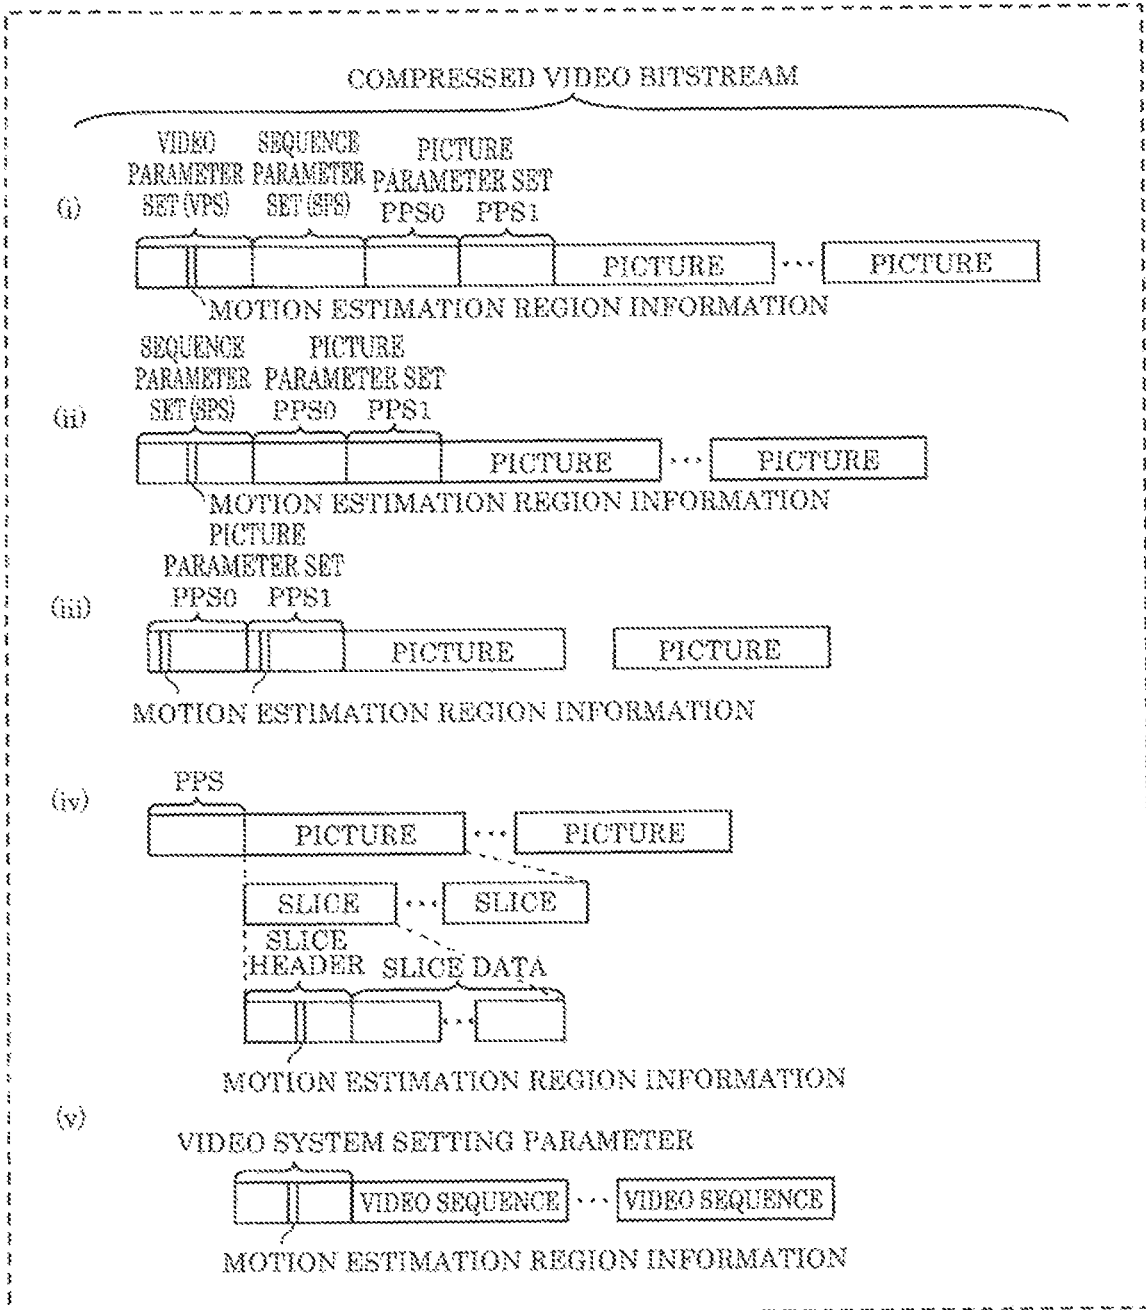 COMPRESSED VIDEO BITSTREAM
(i)
VIDEO PARAMETER SET (VPS)
SEQUENCE PARAMETER SET (SPS)
PICTURE PARAMETER SET
PPS0 PPS1
PICTURE ... PICTURE
MOTION ESTIMATION REGION INFORMATION
(ii)
SEQUENCE PARAMETER SET (SPS)
PICTURE PARAMETER SET
PPS0 PPS1
PICTURE ... PICTURE
MOTION ESTIMATION REGION INFORMATION
(iii)
PICTURE PARAMETER SET
PPS0 PPS1
PICTURE PICTURE
MOTION ESTIMATION REGION INFORMATION
(iv)
PPS
PICTURE ... PICTURE
SLICE ... SLICE
SLICE HEADER
SLICE DATA
...
MOTION ESTIMATION REGION INFORMATION
(v)
VIDEO SYSTEM SETTING PARAMETER
VIDEO SEQUENCE ... VIDEO SEQUENCE
MOTION ESTIMATION REGION INFORMATION